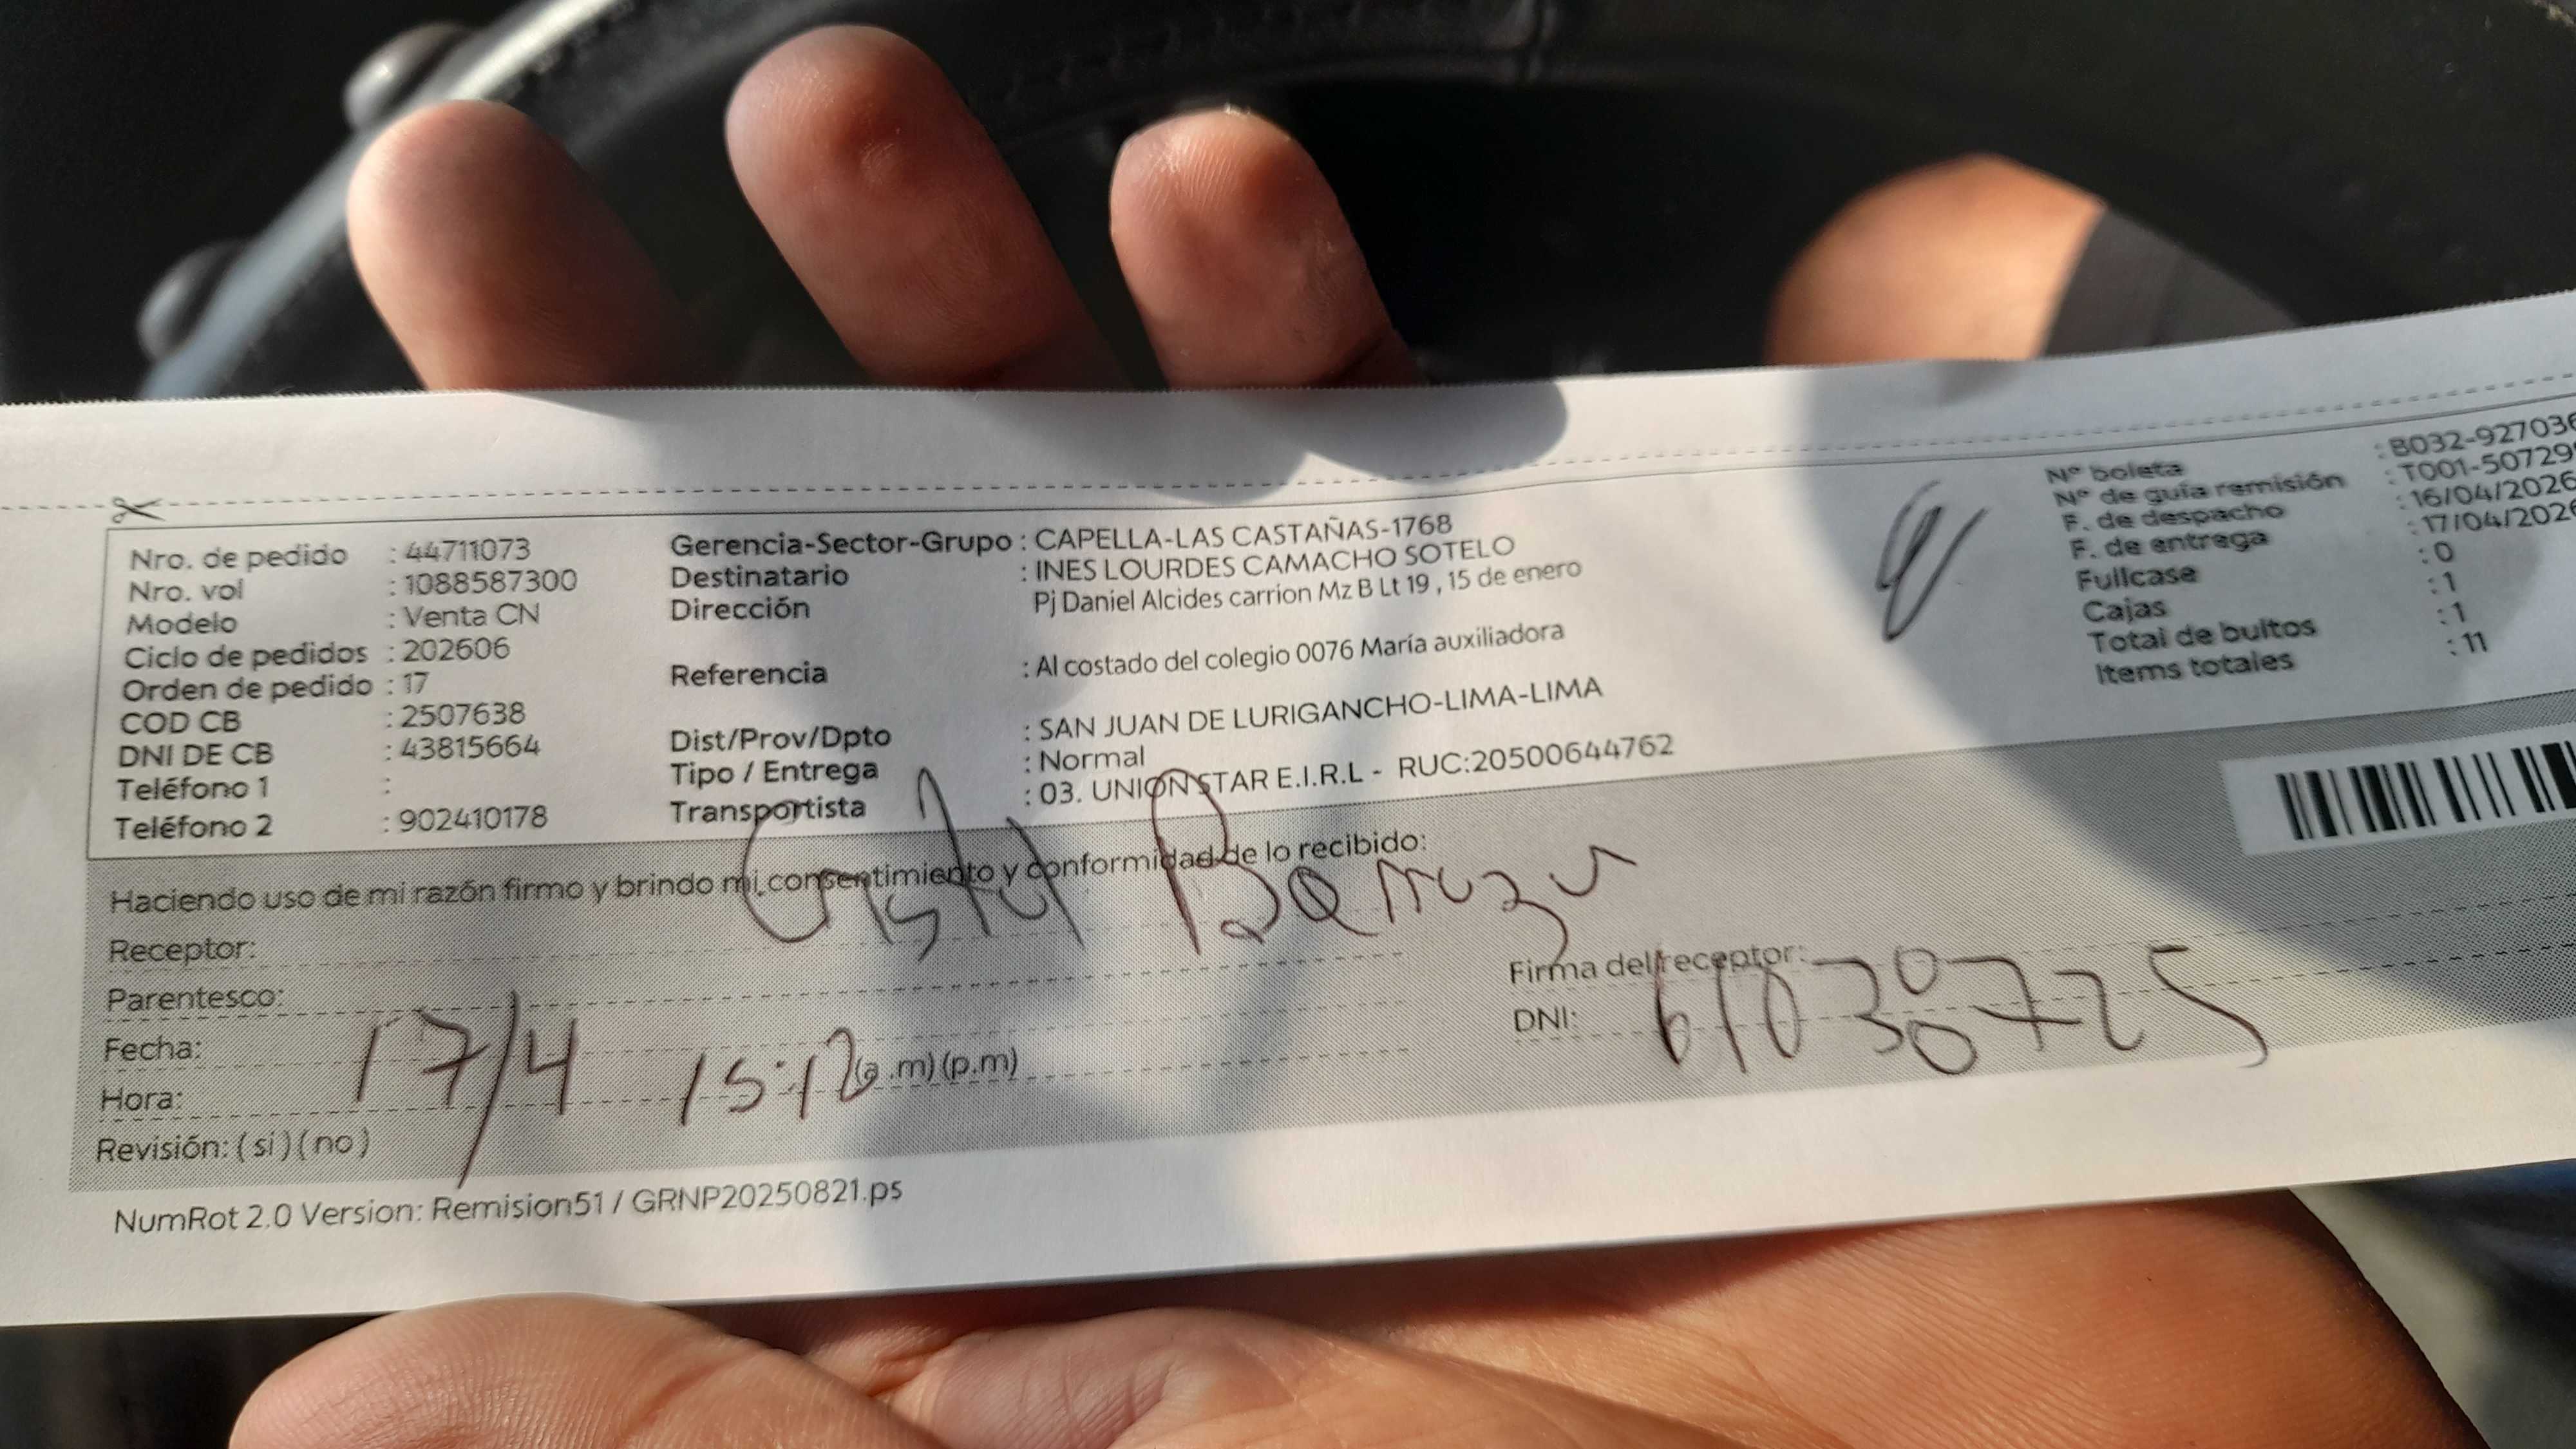 Nro. de pedido : 44711073
Nro. vol : 1088587300
Modelo : Venta CN
Ciclo de pedidos : 202606
Orden de pedido : 17
COD CB : 2507638
DNI DE CB : 43815664
Teléfono 1 :
Teléfono 2 : 902410178
Gerencia-Sector-Grupo : CAPELLA-LAS CASTAÑAS-1768
Destinatario : INES LOURDES CAMACHO SOTELO
Dirección Pj Daniel Alcides carrion Mz B Lt 19 , 15 de enero
Referencia : Al costado del colegio 0076 María auxiliadora
Dist/Prov/Dpto : SAN JUAN DE LURIGANCHO-LIMA-LIMA
Tipo / Entrega : Normal
Transportista : 03. UNION STAR E.I.R.L - RUC:20500644762
Nº boleta : B032-927036
Nº de guía remisión : T001-50729
F. de despacho : 16/04/2026
F. de entrega : 17/04/2026
Fullcase : 0
Cajas : 1
Total de bultos : 1
Items totales : 11
Haciendo uso de mi razón firmo y brindo mi consentimiento y conformidad de lo recibido:
Receptor:
Parentesco:
Fecha: 17/4
Hora: 15:12 (a.m) (p.m)
Revisión: (si) (no)
Firma del receptor:
DNI:
NumRot 2.0 Version: Remision51 / GRNP20250821.ps